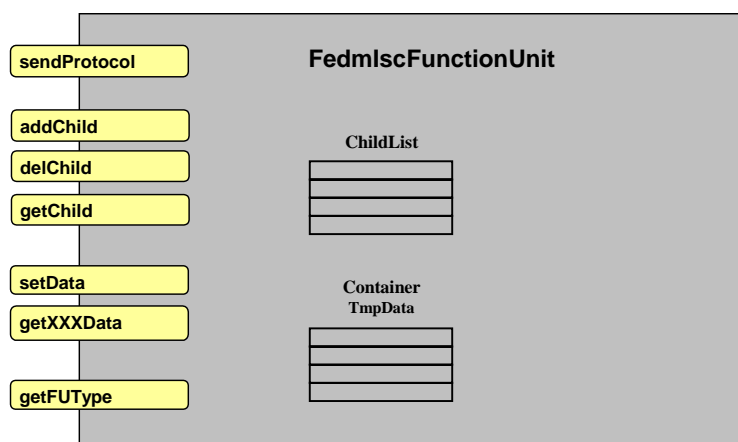 sendProtocol
FedmIscFunctionUnit
addChild
delChild
getChild
ChildList
setData
getXXXData
getFUType
Container
TmpData